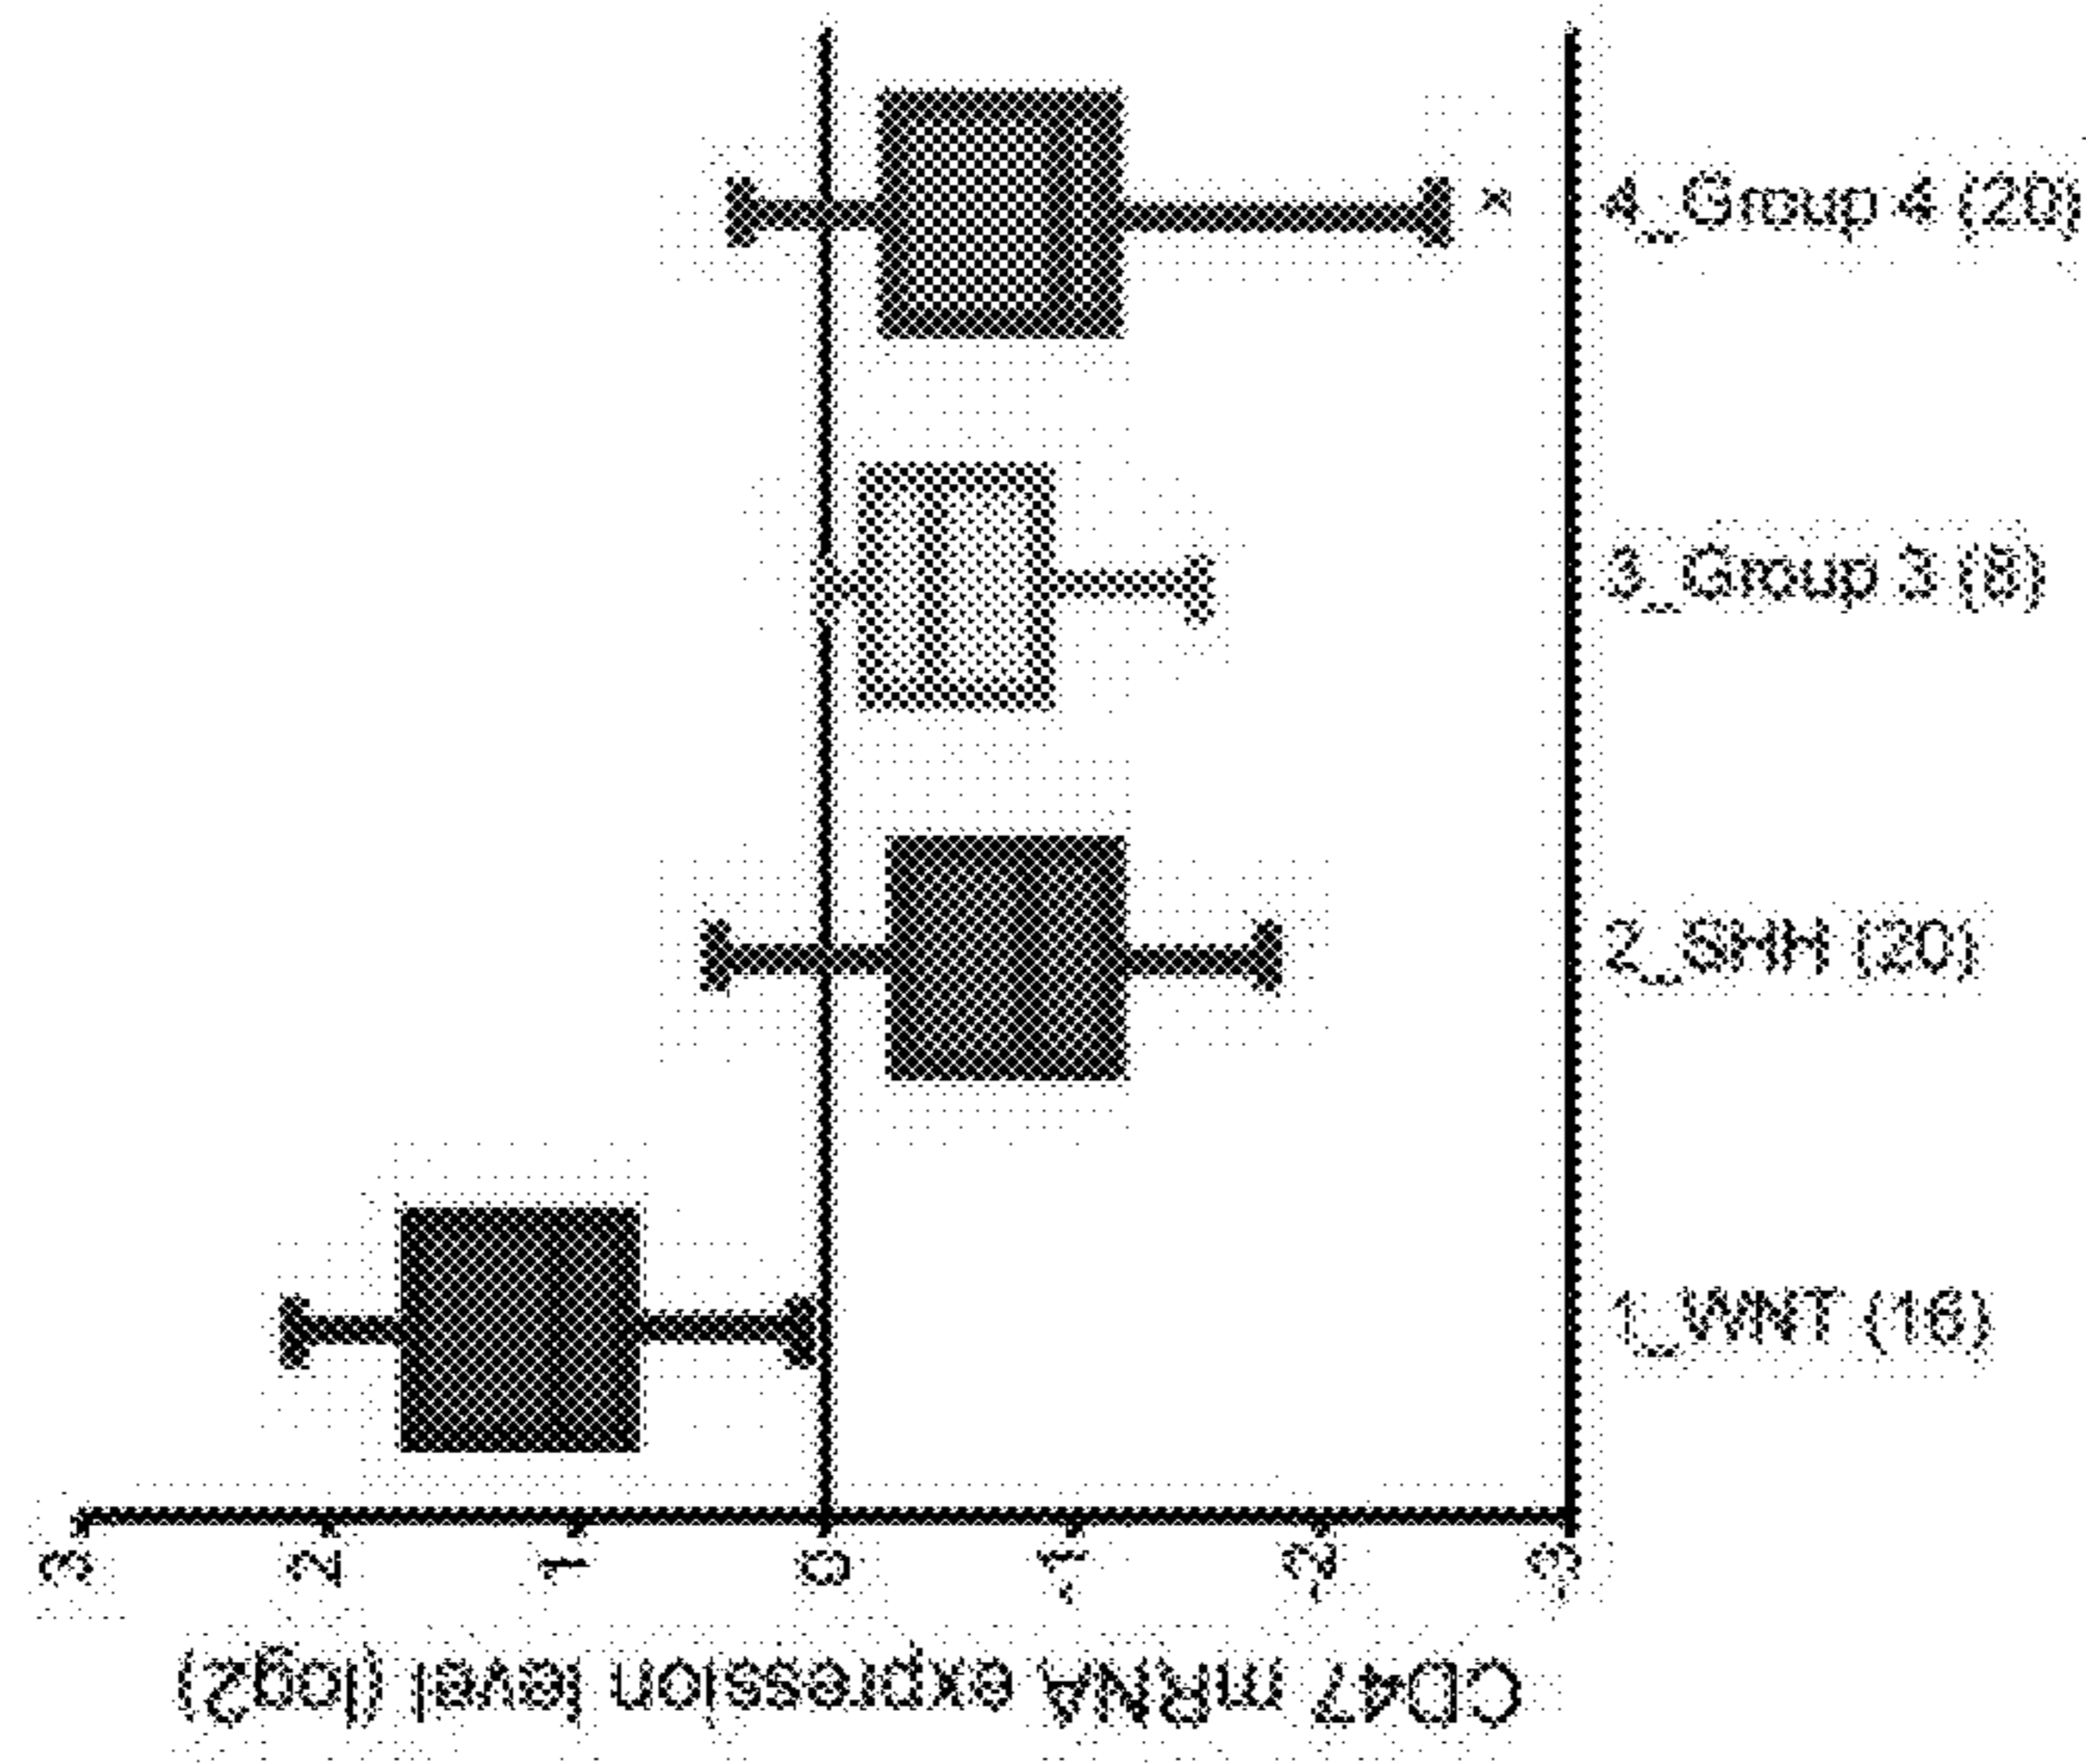 CD47 mRNA expression level (log2)
3
2
1
0
-1
-2
-3
1_WNT (16)
2_SHH (20)
3_Group 3 (8)
4_Group 4 (20)